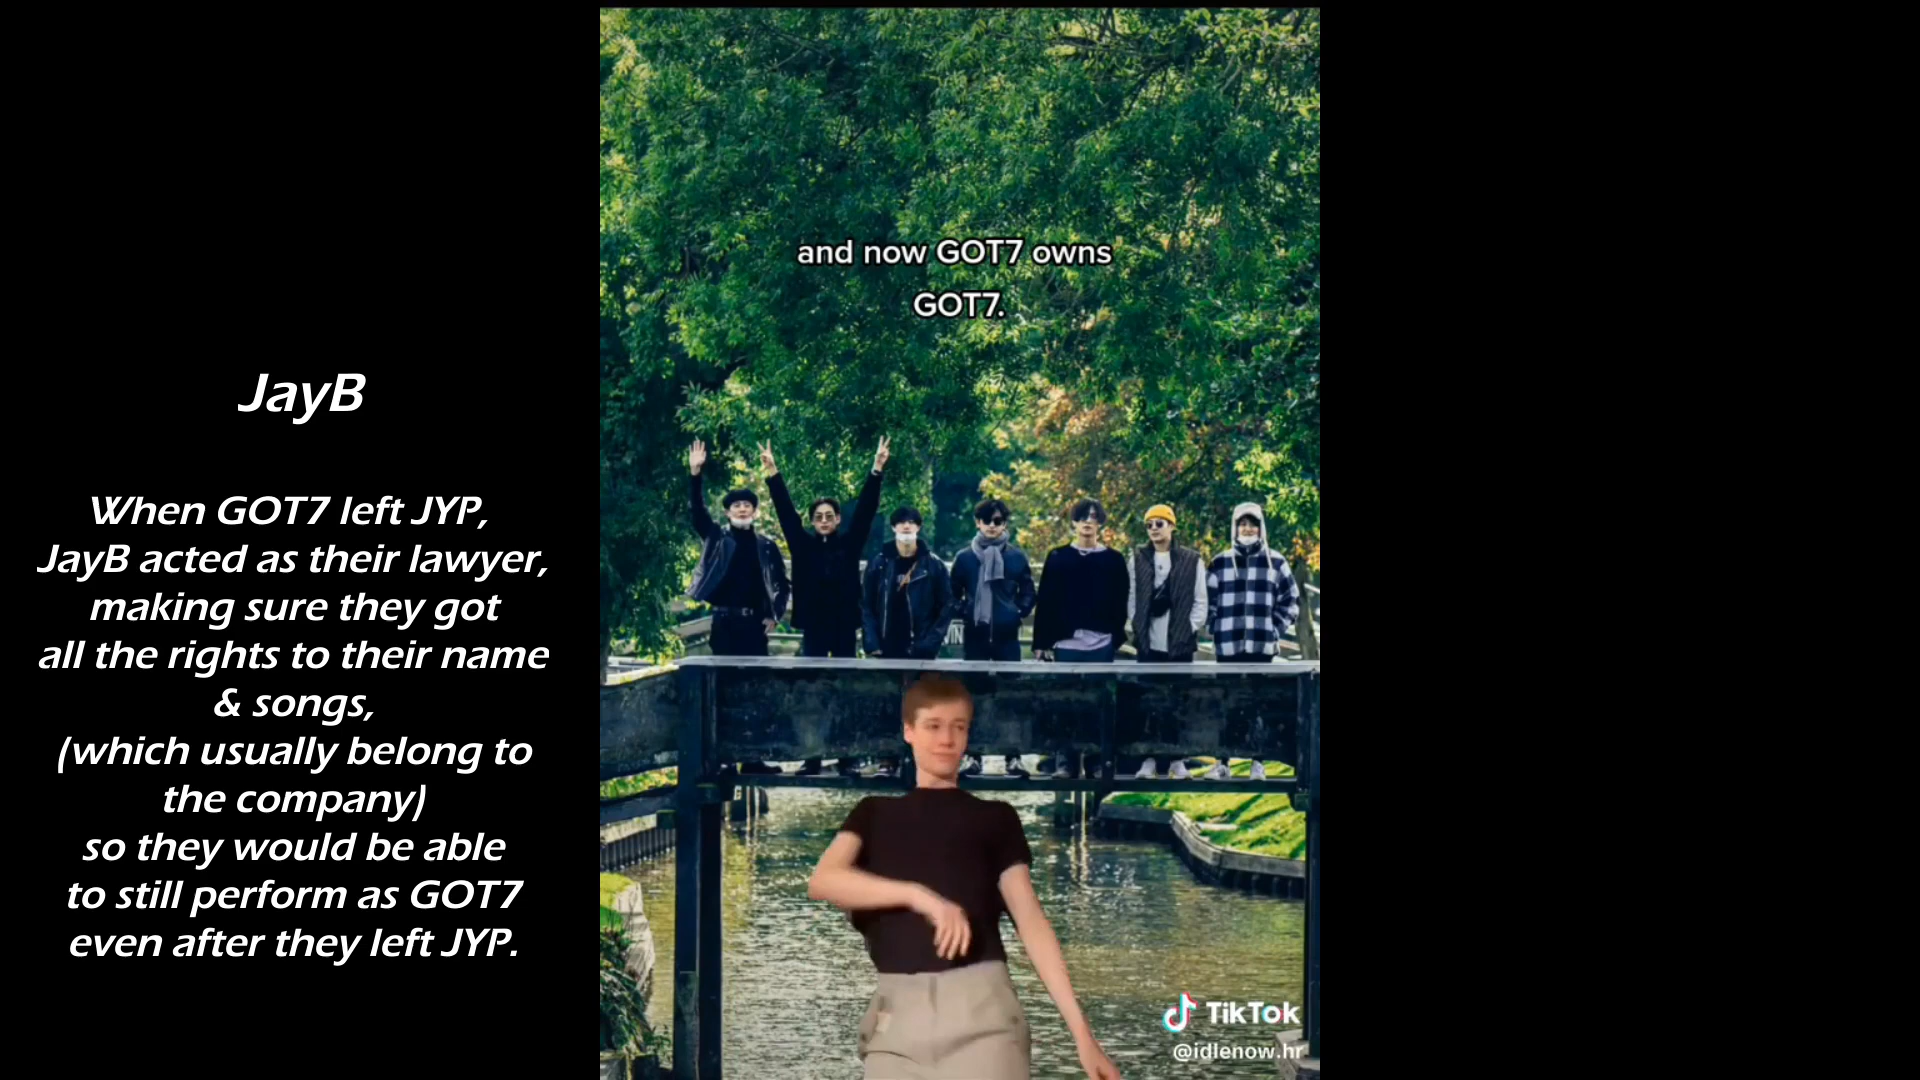 JayB
When GOT7 left JYP,
JayB acted as their lawyer,
making sure they got
all the rights to their name
& songs,
(which usually belong to
the company)
so they would be able
to still perform as GOT7
even after they left JYP.
and now GOT7 owns
GOT7.
TikTok
@idlenow.hr